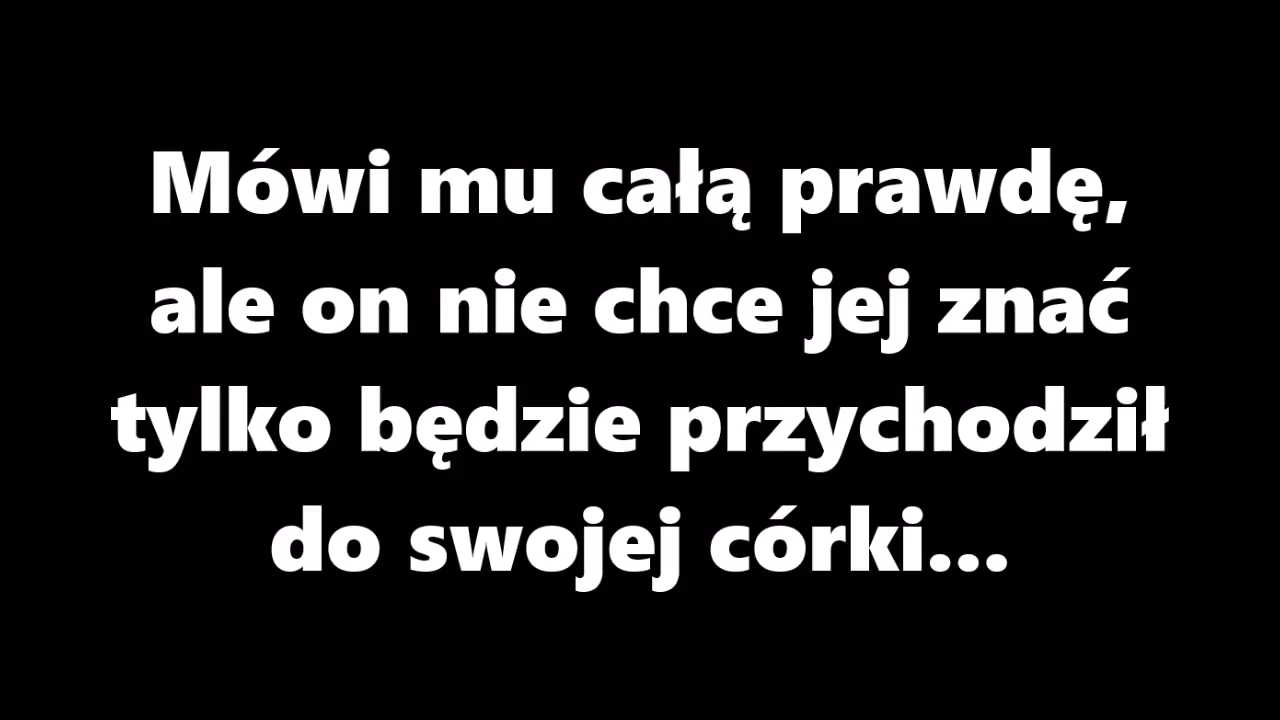 Mówi mu całą prawdę,
ale on nie chce jej znać
tylko będzie przychodził
do swojej córki...